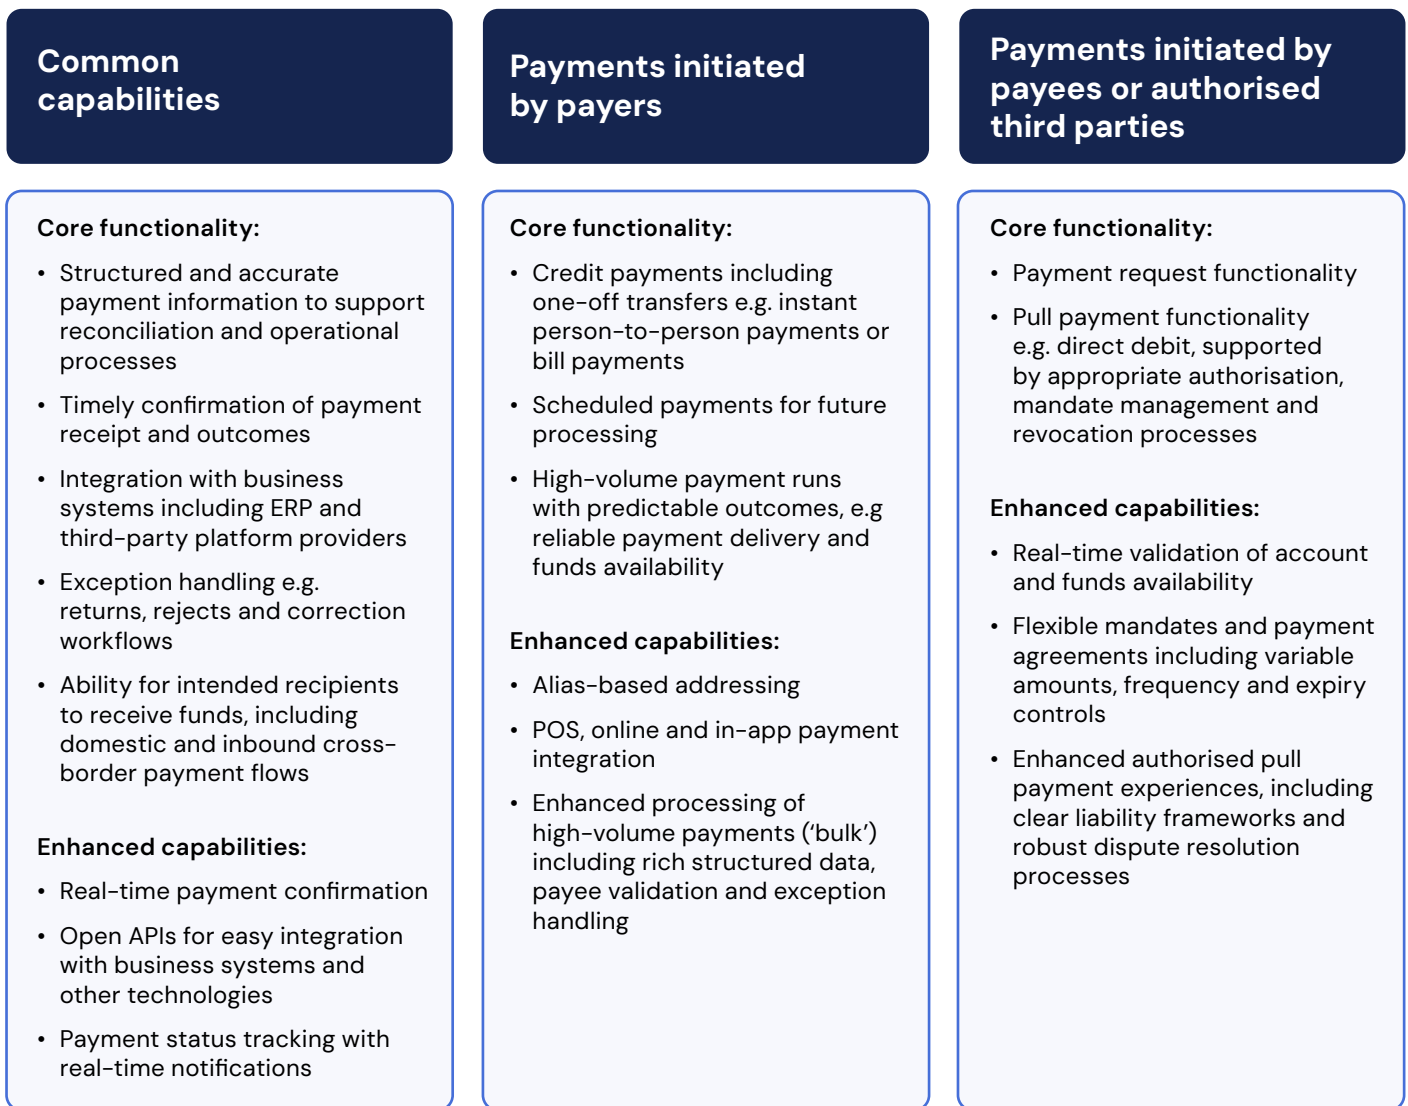 Common
capabilities
Core functionality:
• Structured and accurate
payment information to support
reconciliation and operational
processes
• Timely confirmation of payment
receipt and outcomes
• Integration with business
systems including ERP and
third-party platform providers
• Exception handling e.g.
returns, rejects and correction
workflows
• Ability for intended recipients
to receive funds, including
domestic and inbound cross-
border payment flows
Enhanced capabilities:
• Real-time payment confirmation
• Open APIs for easy integration
with business systems and
other technologies
• Payment status tracking with
real-time notifications
Payments initiated
by payers
Core functionality:
• Credit payments including
one-off transfers e.g. instant
person-to-person payments or
bill payments
• Scheduled payments for future
processing
• High-volume payment runs
with predictable outcomes, e.g
reliable payment delivery and
funds availability
Enhanced capabilities:
• Alias-based addressing
• POS, online and in-app payment
integration
• Enhanced processing of
high-volume payments (‘bulk’)
including rich structured data,
payee validation and exception
handling
Payments initiated by
payees or authorised
third parties
Core functionality:
• Payment request functionality
• Pull payment functionality
e.g. direct debit, supported
by appropriate authorisation,
mandate management and
revocation processes
Enhanced capabilities:
• Real-time validation of account
and funds availability
• Flexible mandates and payment
agreements including variable
amounts, frequency and expiry
controls
• Enhanced authorised pull
payment experiences, including
clear liability frameworks and
robust dispute resolution
processes